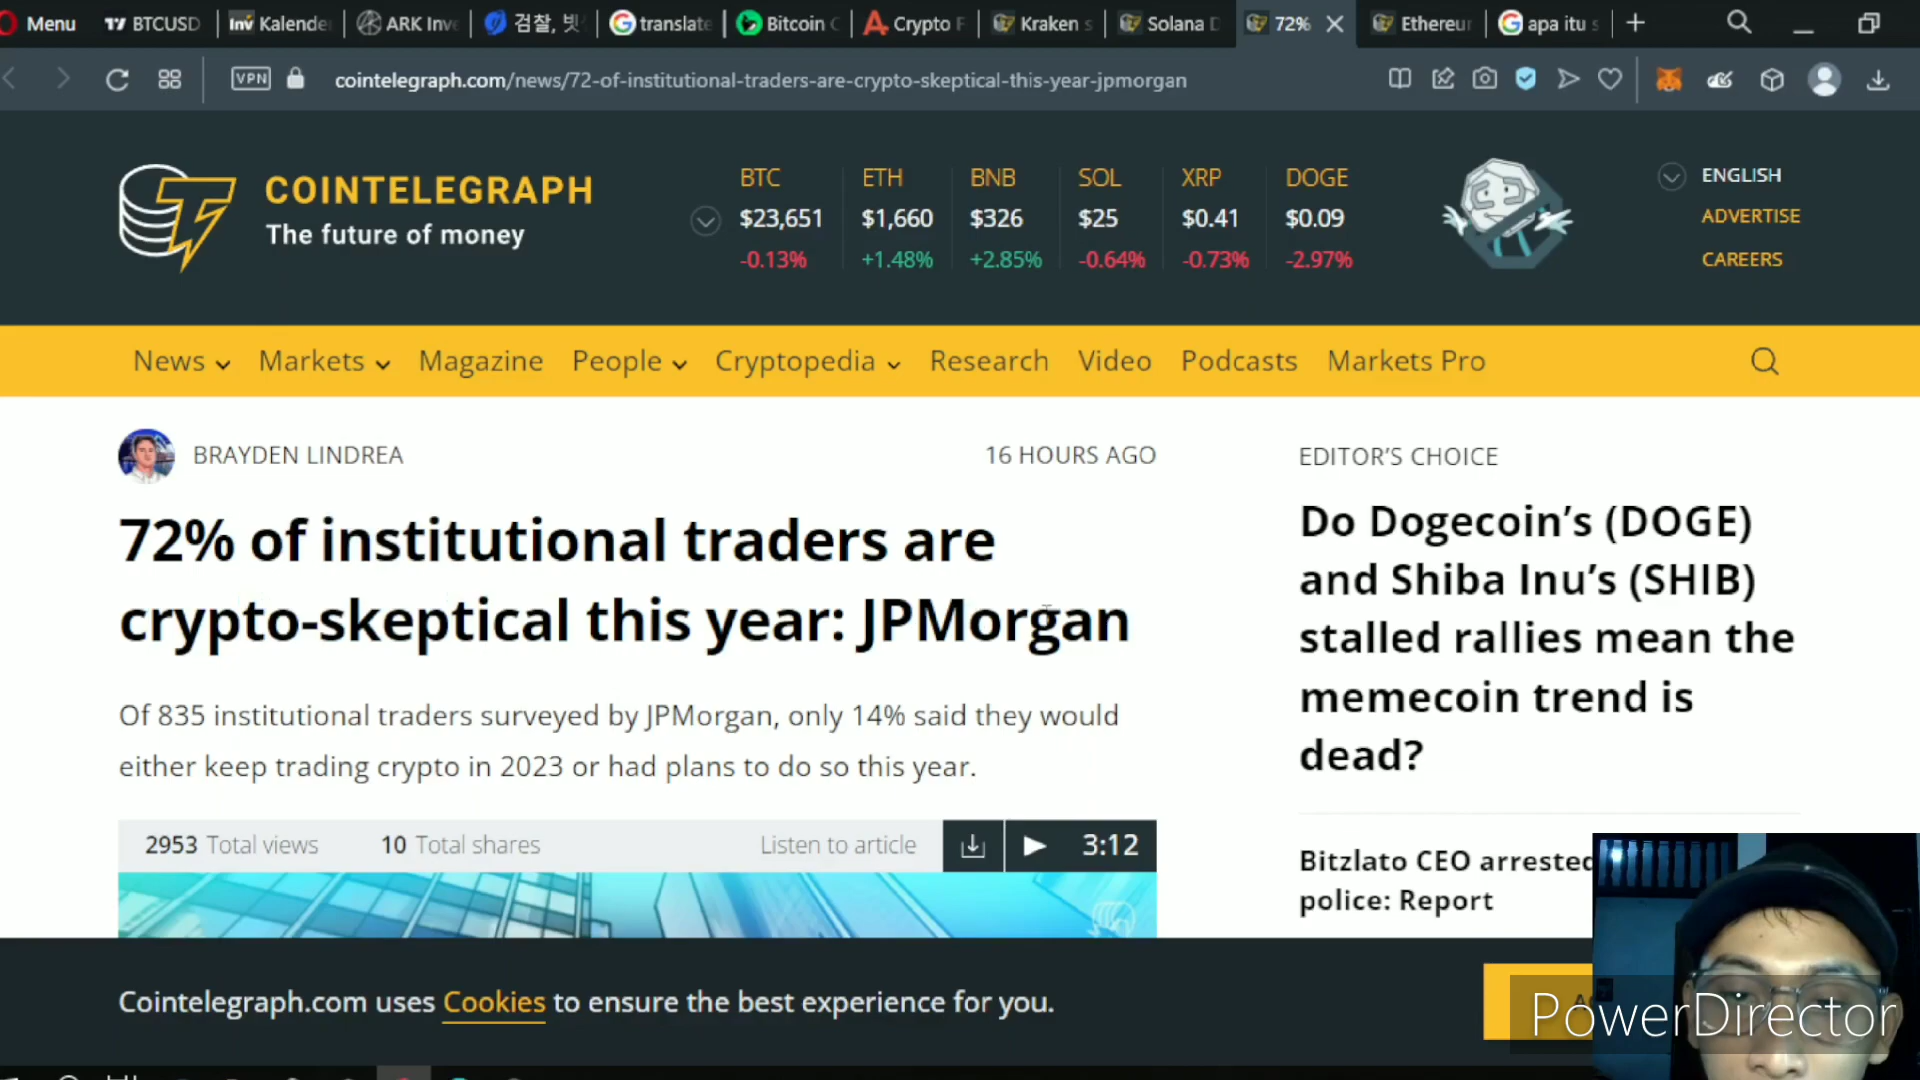 Menu
BTCUSD
Kalende
ARK Inv
검찰, 빗
translate
Bitcoin
Crypto F
Kraken s
Solana D
72%
Ethereu
apa itu s
VPN
cointelegraph.com/news/72-of-institutional-traders-are-crypto-skeptical-this-year-jpmorgan
COINTELEGRAPH
The future of money
BTC ETH BNB SOL XRP DOGE
$23,651 $1,660 $326 $25 $0.41 $0.09
-0.13% +1.48% +2.85% -0.64% -0.73% -2.97%
ENGLISH
ADVERTISE
CAREERS
News Markets Magazine People Cryptopedia Research Video Podcasts Markets Pro
BRAYDEN LINDREA
16 HOURS AGO
72% of institutional traders are
crypto-skeptical this year: JPMorgan
Of 835 institutional traders surveyed by JPMorgan, only 14% said they would
either keep trading crypto in 2023 or had plans to do so this year.
2953 Total views 10 Total shares Listen to article 3:12
EDITOR'S CHOICE
Do Dogecoin's (DOGE)
and Shiba Inu's (SHIB)
stalled rallies mean the
memecoin trend is
dead?
Bitzlato CEO arrested
police: Report
Cointelegraph.com uses Cookies to ensure the best experience for you.
PowerDirector